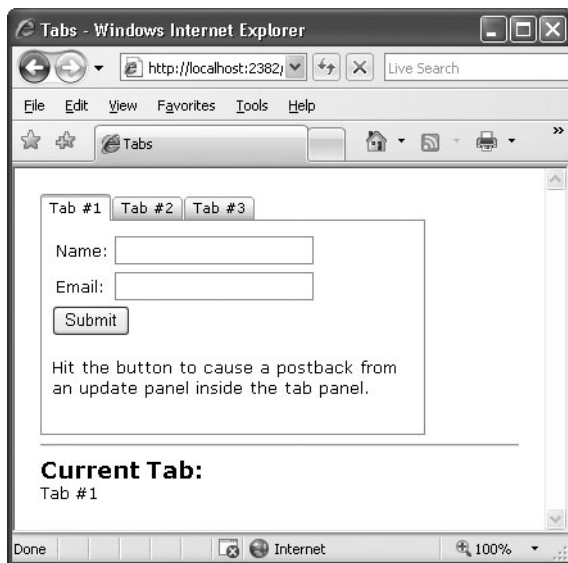 Tabs - Windows Internet Explorer
http://localhost:2382/
Live Search
File Edit View Favorites Tools Help
Tabs
»
Tab #1 Tab #2 Tab #3
Name:
Email:
Submit
Hit the button to cause a postback from
an update panel inside the tab panel.
Current Tab:
Tab #1
Done Internet 100%